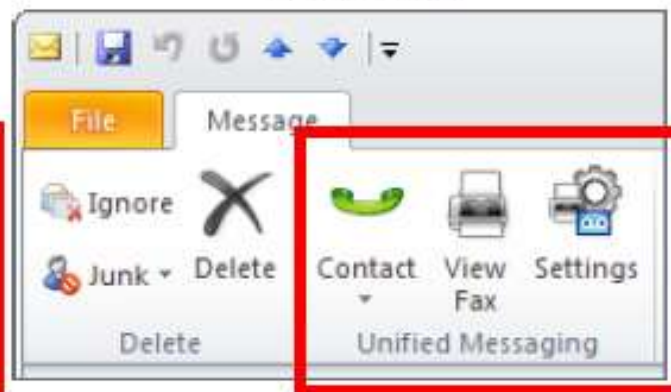 File Message
Ignore
Junk Delete Contact View Settings
Fax
Delete Unified Messaging